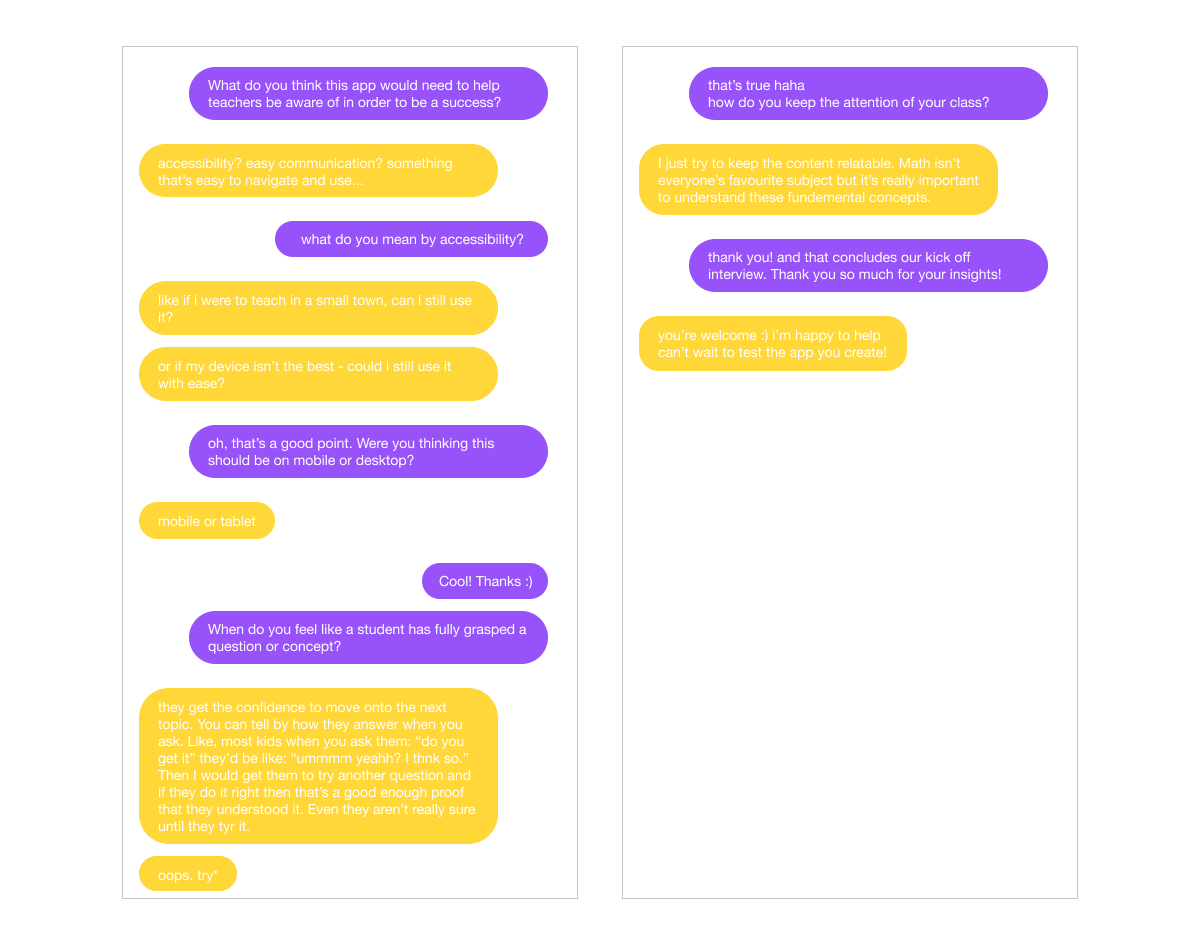 What do you think this app would need to help
teachers be aware of in order to be a success?
accessibility? easy communication? something
that’s easy to navigate and use...
what do you mean by accessibility?
like if i were to teach in a small town, can i still use
it?
or if my device isn’t the best - could i still use it
with ease?
oh, that’s a good point. Were you thinking this
should be on mobile or desktop?
mobile or tablet
Cool! Thanks :)
When do you feel like a student has fully grasped a
question or concept?
they get the confidence to move onto the next
topic. You can tell by how they answer when you
ask. Like, most kids when you ask them: “do you
get it” they’d be like: “ummmm yeahh? I thnk so.”
Then I would get them to try another question and
if they do it right then that’s a good enough proof
that they understood it. Even they aren’t really sure
until they tyr it.
oops. try*
that’s true haha
how do you keep the attention of your class?
I just try to keep the content relatable. Math isn’t
everyone’s favourite subject but it’s really important
to understand these fundemental concepts.
thank you! and that concludes our kick off
interview. Thank you so much for your insights!
you’re welcome :) i’m happy to help
can’t wait to test the app you create!